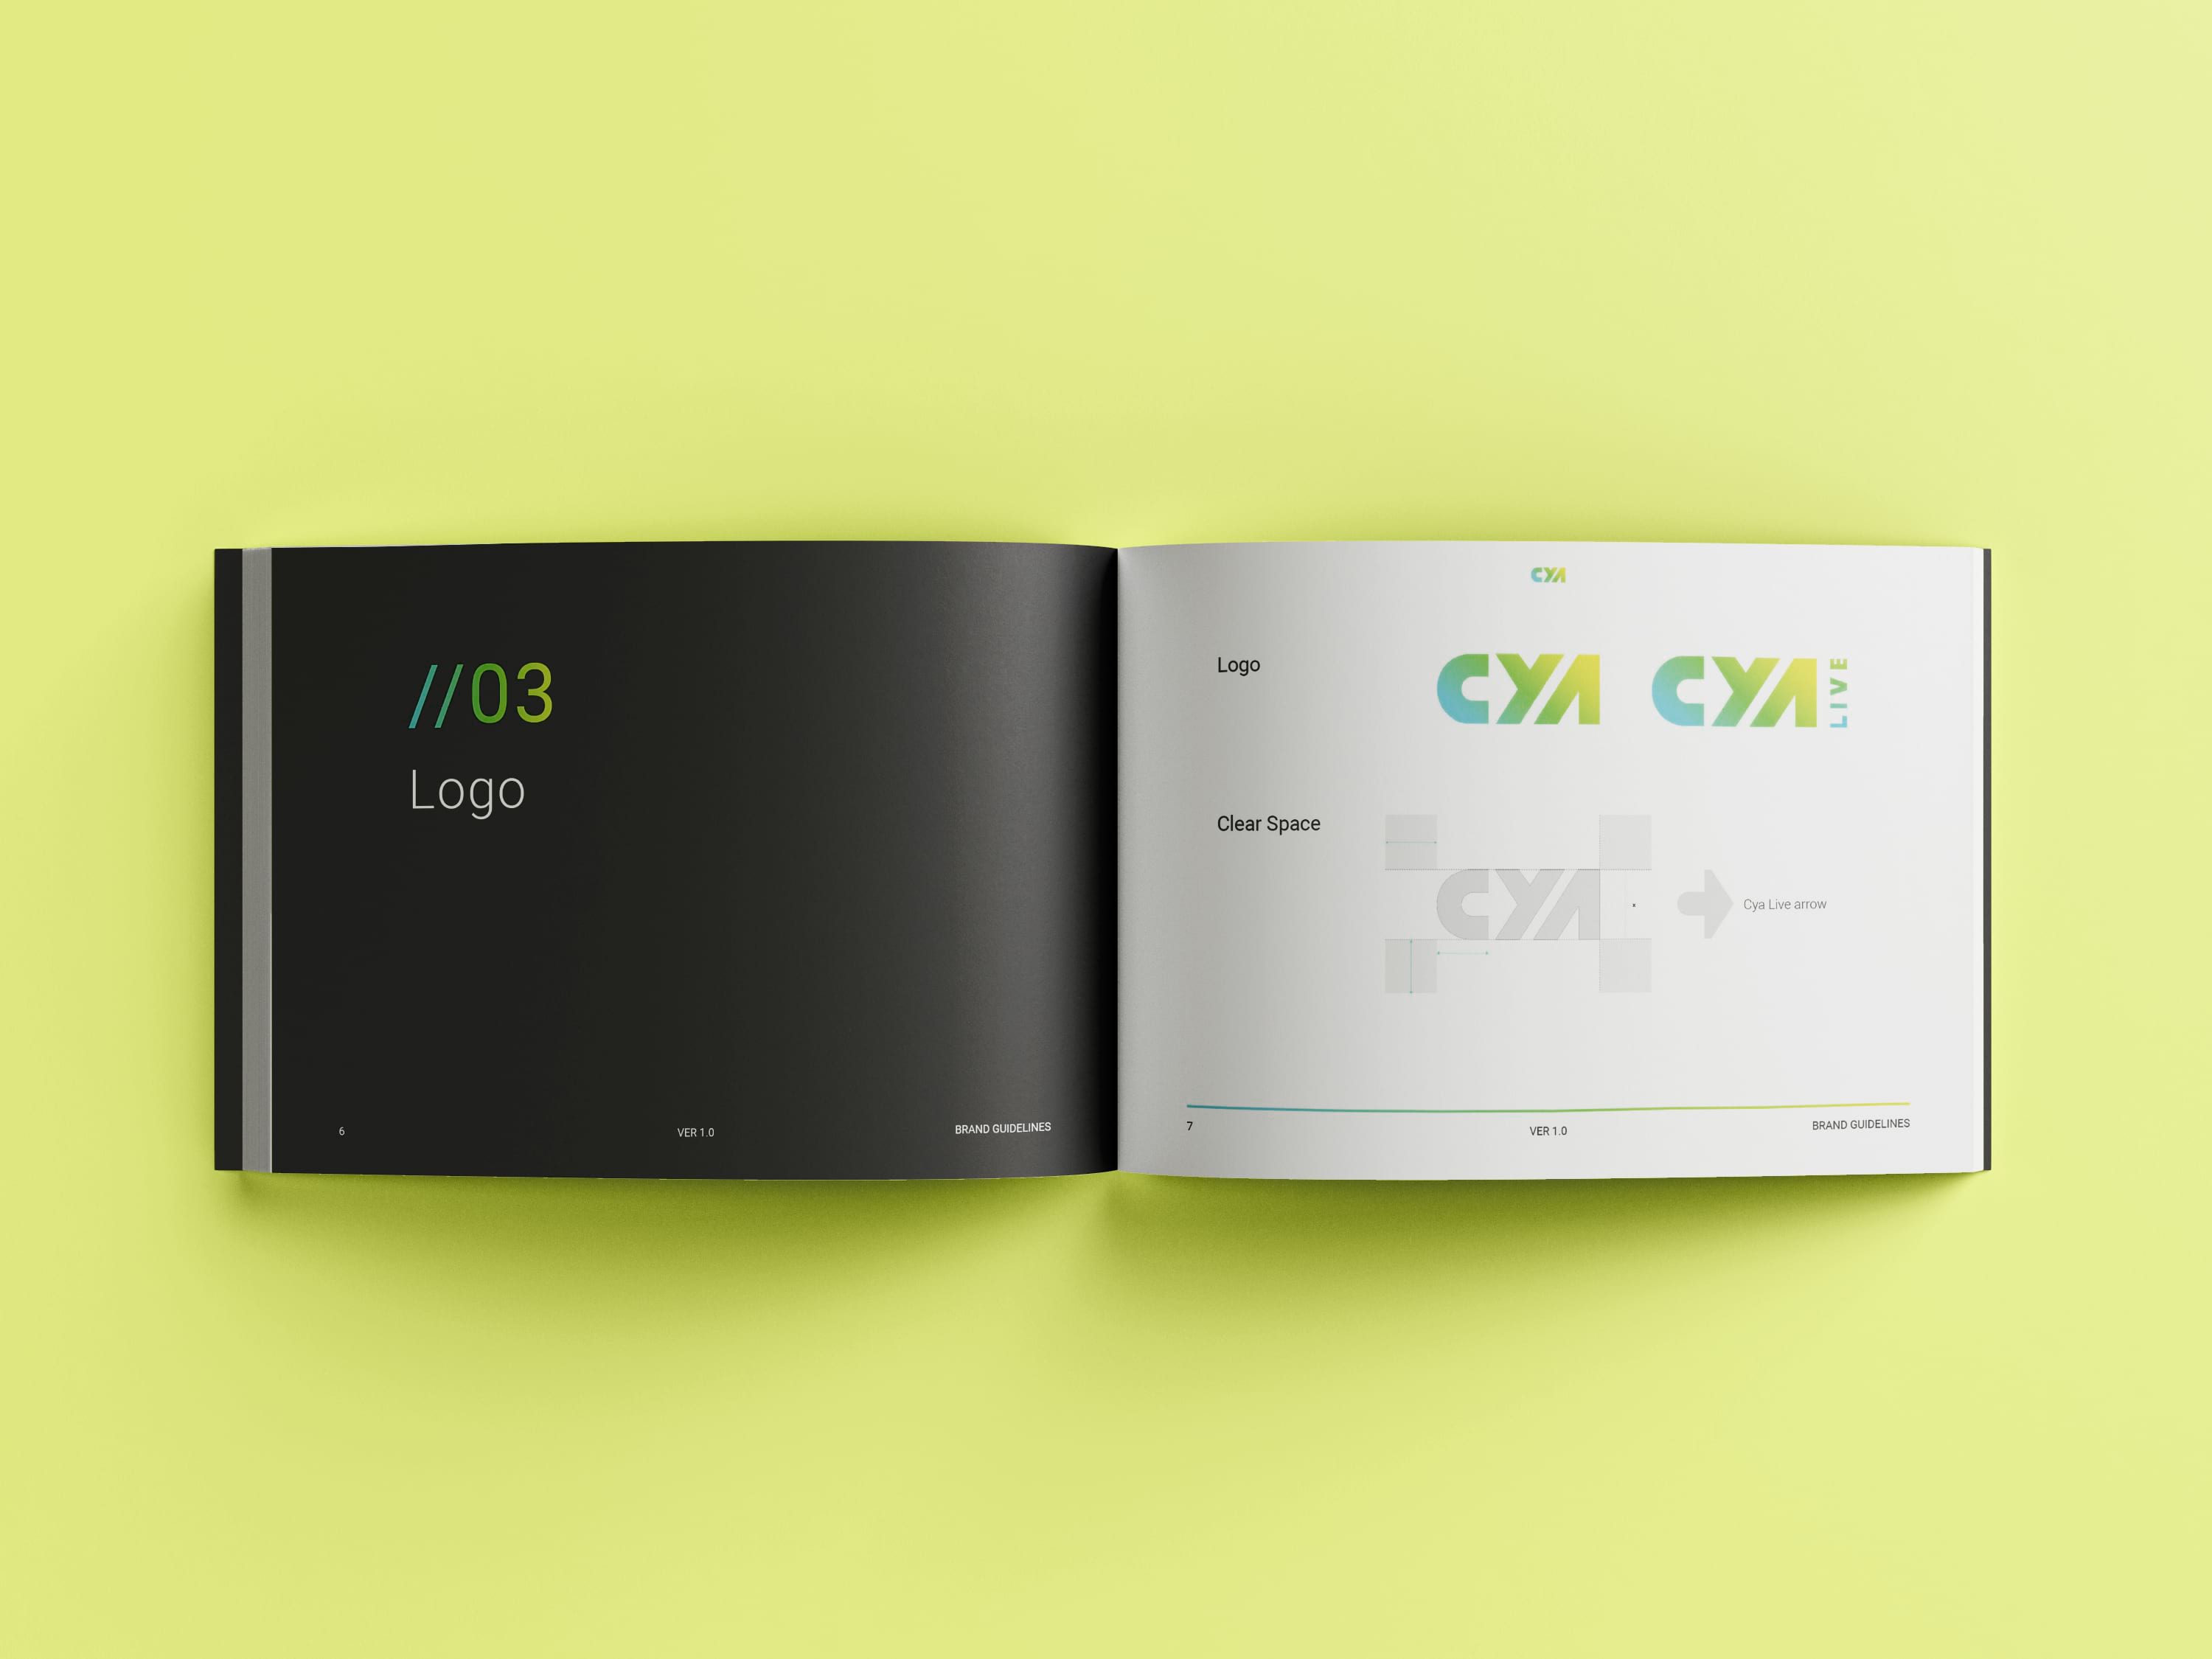 //03
Logo
6
VER 1.0
BRAND GUIDELINES
CYA
Logo
CYA
CYA LIVE
Clear Space
CYA
x
Cya Live arrow
7
VER 1.0
BRAND GUIDELINES